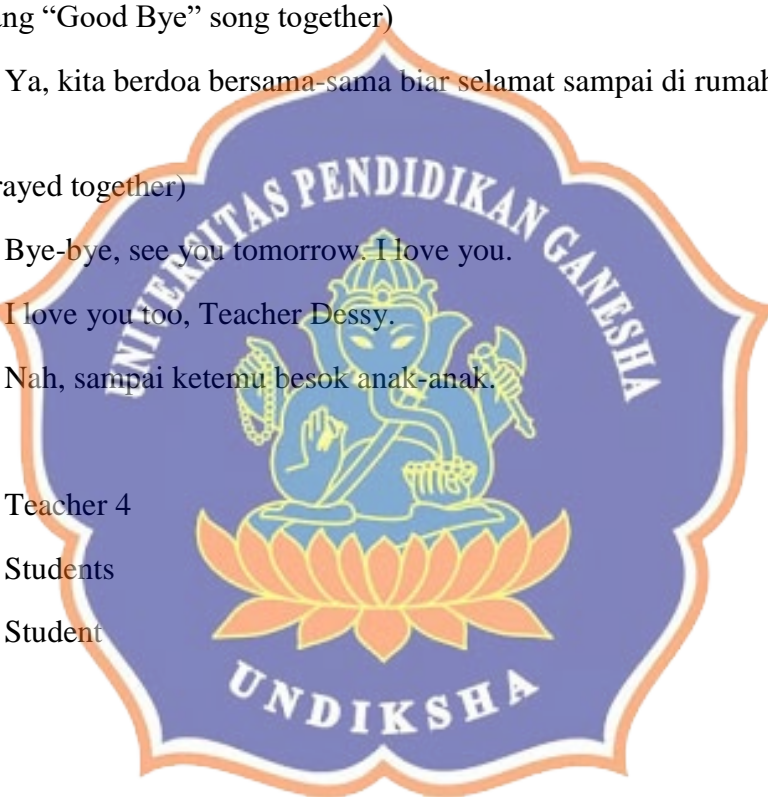 ng “Good Bye” song together)
Ya, kita berdoa bersama-sama biar selamat sampai di rumah
rayed together)
UNIVERSITAS PENDIDIKAN GANESHA
Bye-bye, see you tomorrow. I love you.
I love you too, Teacher Dessy.
Nah, sampai ketemu besok anak-anak.
Teacher 4
Students
Student
UNDIKSHA